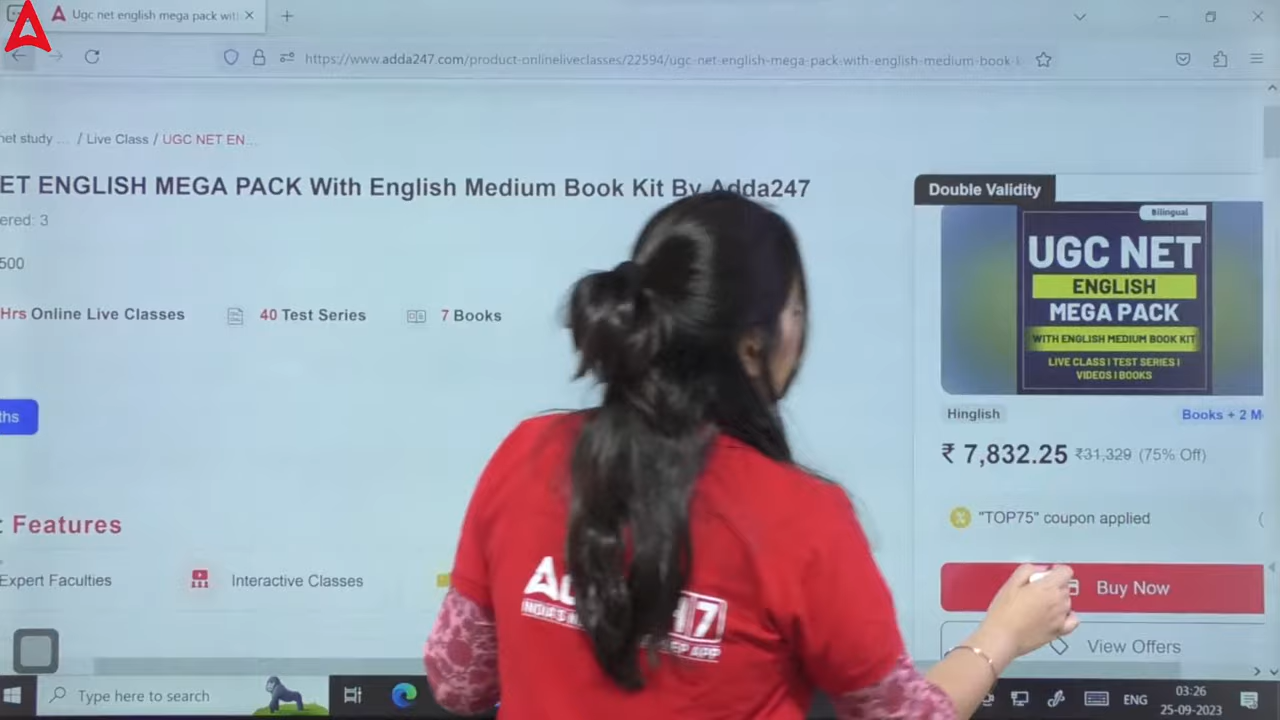 Ugc net english mega pack with
https://www.adda247.com/product-onlineliveclasses/22594/ugc-net-english-mega-pack-with-english-medium-book-
net study ... / Live Class / UGC NET EN...
ET ENGLISH MEGA PACK With English Medium Book Kit By Adda247
ered: 3
500
Hrs Online Live Classes
40 Test Series
7 Books
ths
: Features
Expert Faculties
Interactive Classes
Double Validity
Bilingual
UGC NET
ENGLISH
MEGA PACK
WITH ENGLISH MEDIUM BOOK KIT
LIVE CLASS I TEST SERIES I
VIDEOS I BOOKS
Hinglish
Books + 2 M
₹ 7,832.25 ₹31,329 (75% Off)
"TOP75" coupon applied
Buy Now
View Offers
7
Type here to search
ENG
03:26
25-09-2023